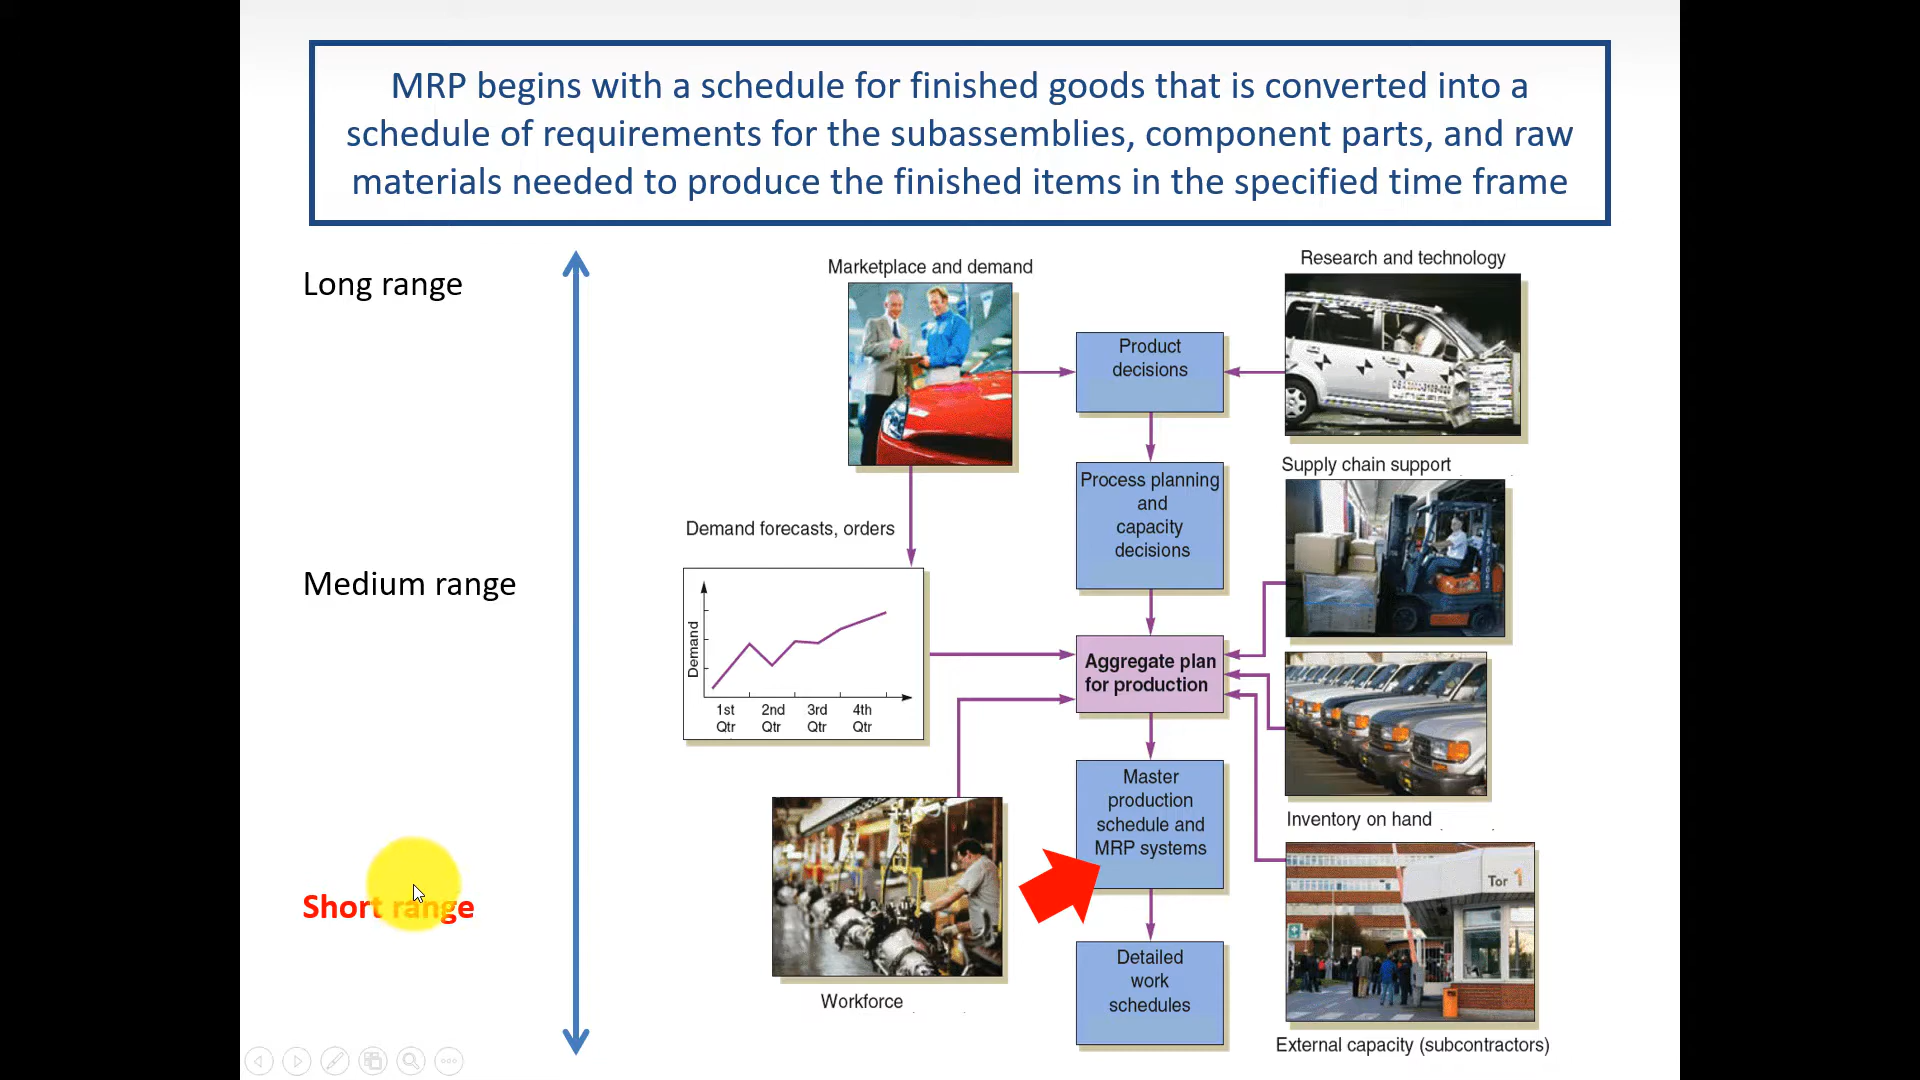 MRP begins with a schedule for finished goods that is converted into a
schedule of requirements for the subassemblies, component parts, and raw
materials needed to produce the finished items in the specified time frame
Long range
Medium range
Short range
Marketplace and demand
Research and technology
Product
decisions
Supply chain support
Process planning
and
capacity
decisions
Demand forecasts, orders
Demand
1st
Qtr
2nd
Qtr
3rd
Qtr
4th
Qtr
Aggregate plan
for production
Master
production
schedule and
MRP systems
Inventory on hand
Tor 1
Workforce
Detailed
work
schedules
External capacity (subcontractors)